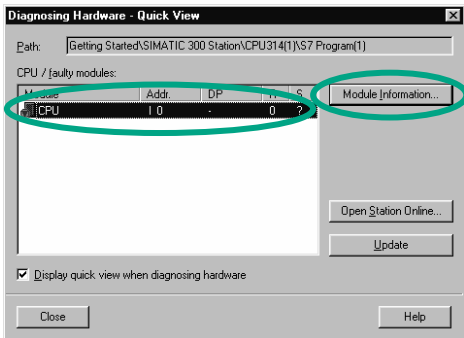 Diagnosing Hardware - Quick View
Path: Getting Started\SIMATIC 300 Station\CPU314(1)\S7 Program(1)
CPU / faulty modules:
Module Addr. DP R S
Module Information...
CPU I 0 - 0 ?
Open Station Online...
Update
Display quick view when diagnosing hardware
Close Help